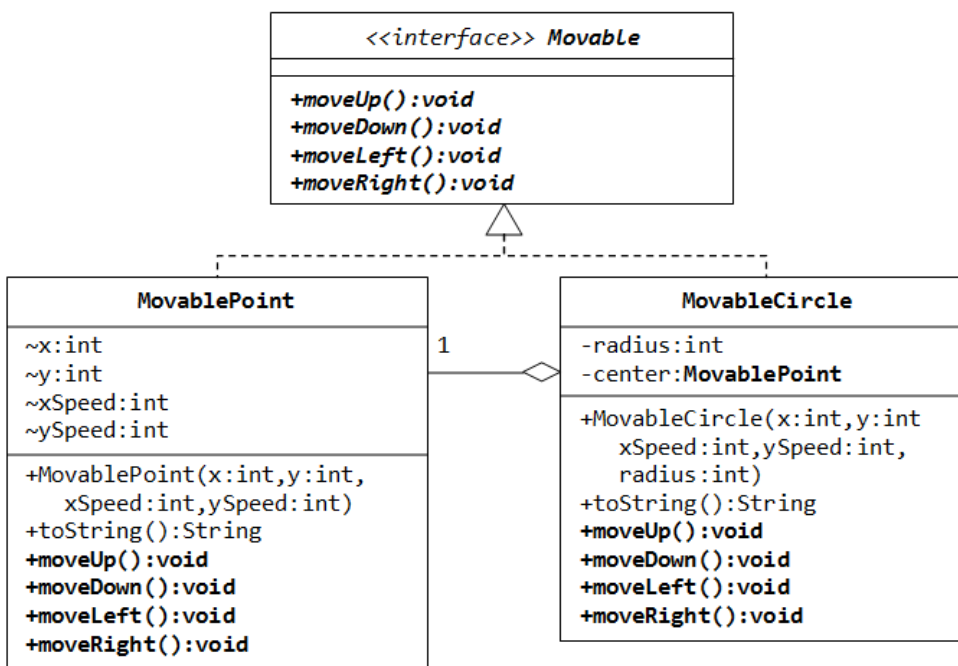 <<interface>> Movable
+moveUp():void
+moveDown():void
+moveLeft():void
+moveRight():void
MovablePoint
~x:int
~y:int
~xSpeed:int
~ySpeed:int
+MovablePoint(x:int,y:int,
xSpeed:int,ySpeed:int)
+toString():String
+moveUp():void
+moveDown():void
+moveLeft():void
+moveRight():void
1
MovableCircle
-radius:int
-center:MovablePoint
+MovableCircle(x:int,y:int
xSpeed:int,ySpeed:int,
radius:int)
+toString():String
+moveUp():void
+moveDown():void
+moveLeft():void
+moveRight():void